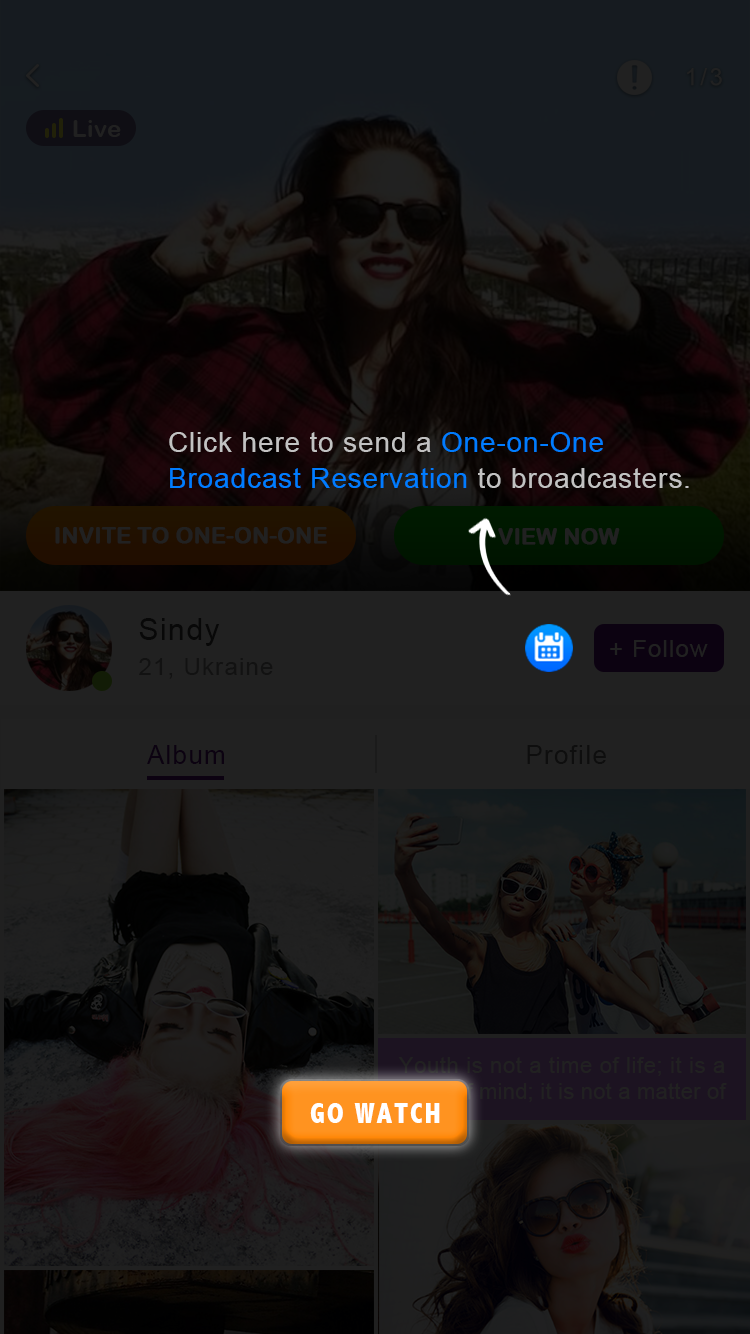 1/3
Live
Click here to send a One-on-One
Broadcast Reservation to broadcasters.
INVITE TO ONE-ON-ONE
VIEW NOW
Sindy
+ Follow
21, Ukraine
Album
Profile
Youth is not a time of life; it is a
mind; it is not a matter of
GO WATCH